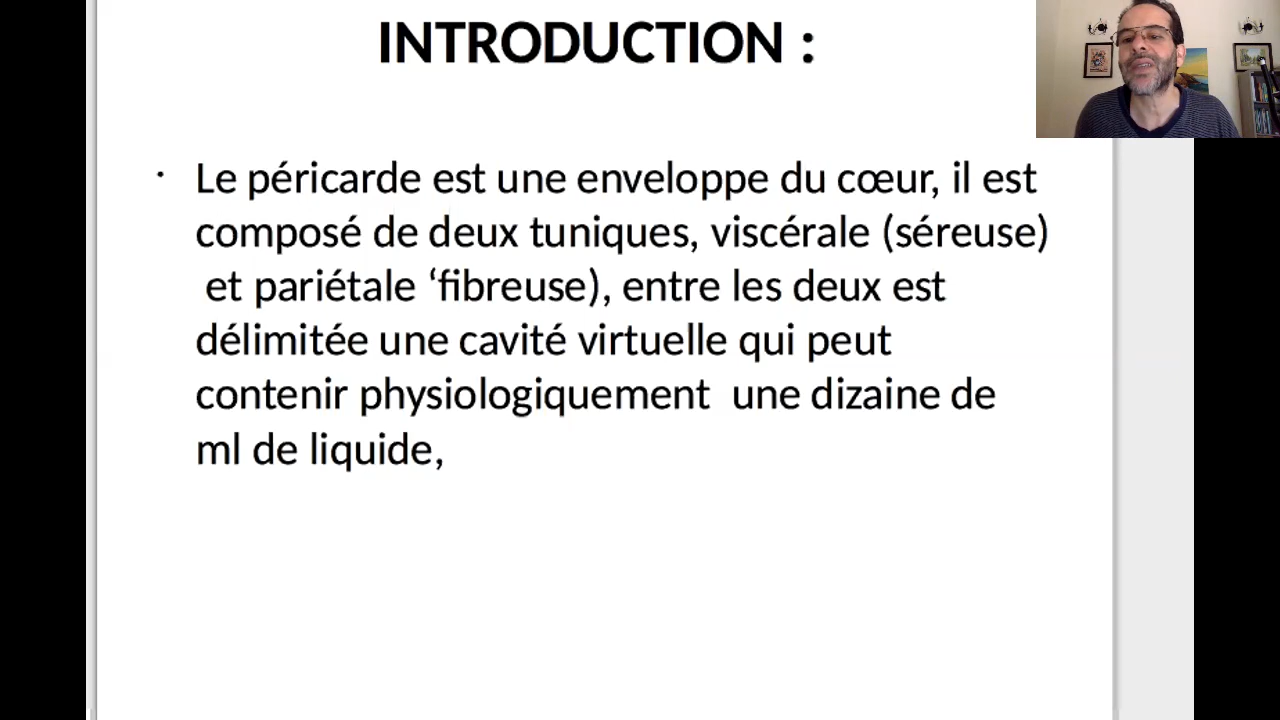 INTRODUCTION :
· Le péricarde est une enveloppe du cœur, il est
composé de deux tuniques, viscérale (séreuse)
et pariétale ‘fibreuse), entre les deux est
délimitée une cavité virtuelle qui peut
contenir physiologiquement  une dizaine de
ml de liquide,